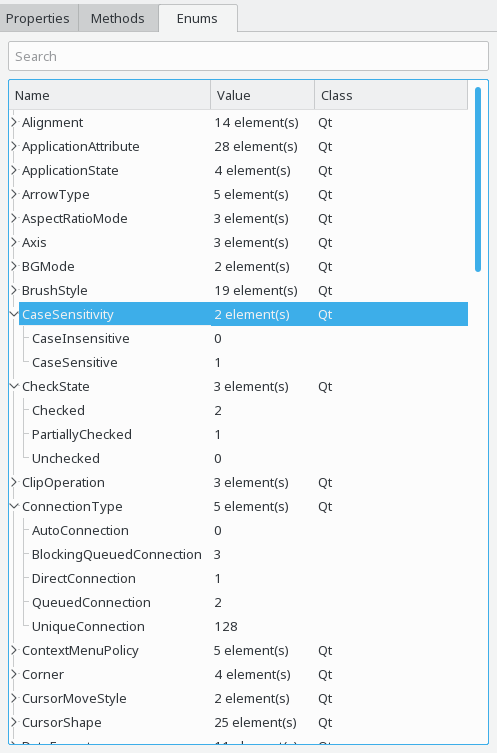 Properties Methods Enums
Search
Name Value Class
Alignment 14 element(s) Qt
ApplicationAttribute 28 element(s) Qt
ApplicationState 4 element(s) Qt
ArrowType 5 element(s) Qt
AspectRatioMode 3 element(s) Qt
Axis 3 element(s) Qt
BGMode 2 element(s) Qt
BrushStyle 19 element(s) Qt
CaseSensitivity 2 element(s) Qt
CaseInsensitive 0
CaseSensitive 1
CheckState 3 element(s) Qt
Checked 2
PartiallyChecked 1
Unchecked 0
ClipOperation 3 element(s) Qt
ConnectionType 5 element(s) Qt
AutoConnection 0
BlockingQueuedConnection 3
DirectConnection 1
QueuedConnection 2
UniqueConnection 128
ContextMenuPolicy 5 element(s) Qt
Corner 4 element(s) Qt
CursorMoveStyle 2 element(s) Qt
CursorShape 25 element(s) Qt